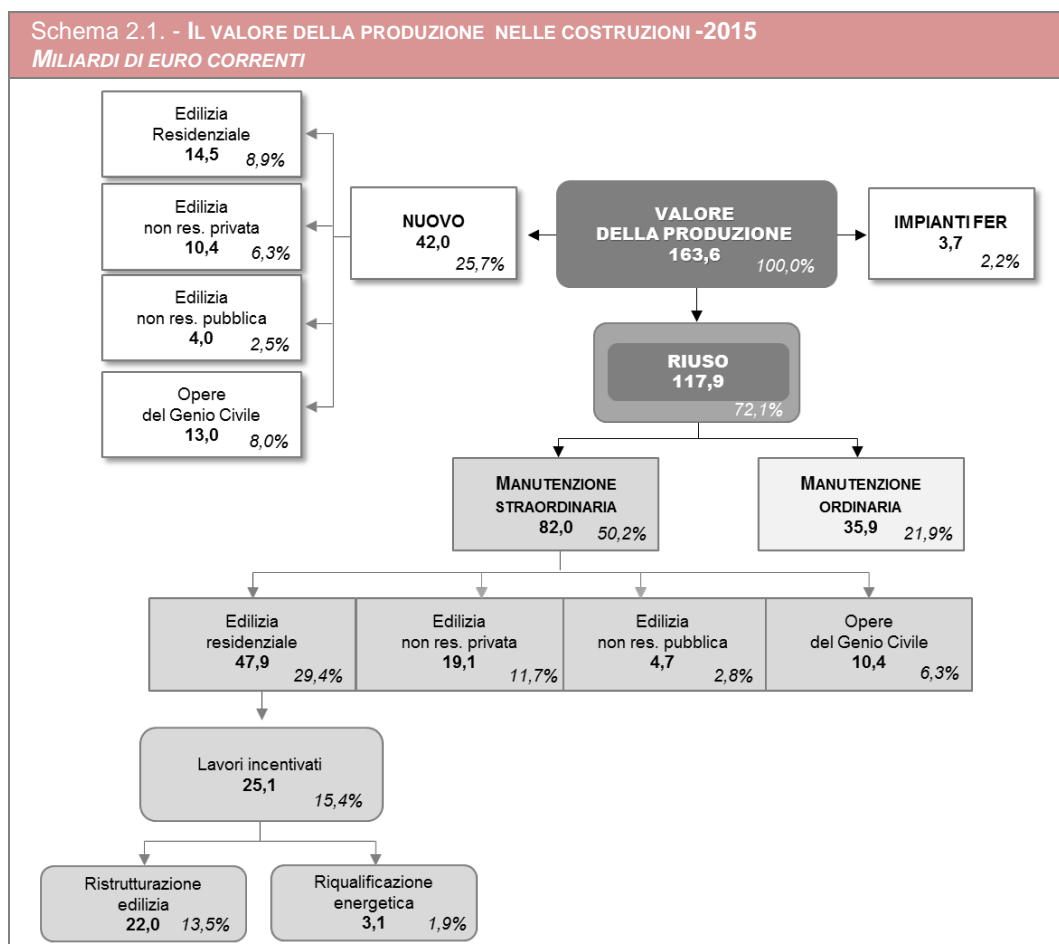 Schema 2.1. - IL VALORE DELLA PRODUZIONE NELLE COSTRUZIONI -2015
MILIARDI DI EURO CORRENTI
Edilizia
Residenziale
14,5
8,9%
Edilizia
non res. privata
10,4
6,3%
Edilizia
non res. pubblica
4,0
2,5%
Opere
del Genio Civile
13,0
8,0%
NUOVO
42,0
25,7%
VALORE
DELLA PRODUZIONE
163,6
100,0%
IMPIANTI FER
3,7
2,2%
RIUSO
117,9
72,1%
MANUTENZIONE
STRAORDINARIA
82,0
50,2%
MANUTENZIONE
ORDINARIA
35,9
21,9%
Edilizia
residenziale
47,9
29,4%
Edilizia
non res. privata
19,1
11,7%
Edilizia
non res. pubblica
4,7
2,8%
Opere
del Genio Civile
10,4
6,3%
Lavori incentivati
25,1
15,4%
Ristrutturazione
edilizia
22,0
13,5%
Riqualificazione
energetica
3,1
1,9%